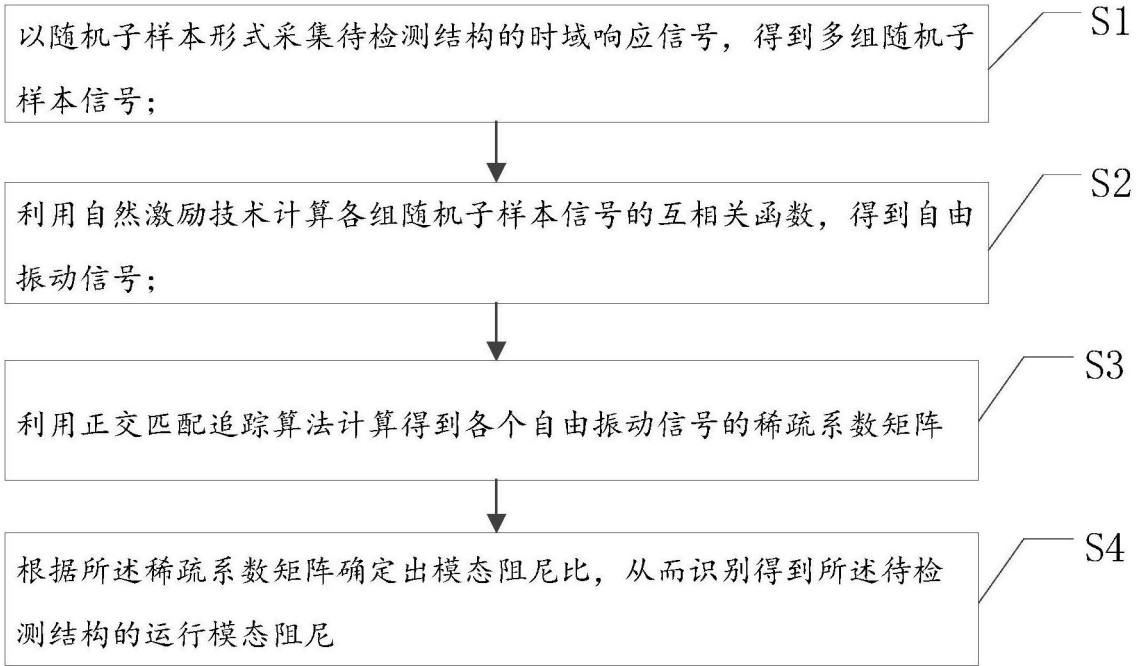 以随机子样本形式采集待检测结构的时域响应信号，得到多组随机子
样本信号；
S1
利用自然激励技术计算各组随机子样本信号的互相关函数，得到自由
振动信号；
S2
利用正交匹配追踪算法计算得到各个自由振动信号的稀疏系数矩阵
S3
根据所述稀疏系数矩阵确定出模态阻尼比，从而识别得到所述待检
测结构的运行模态阻尼
S4